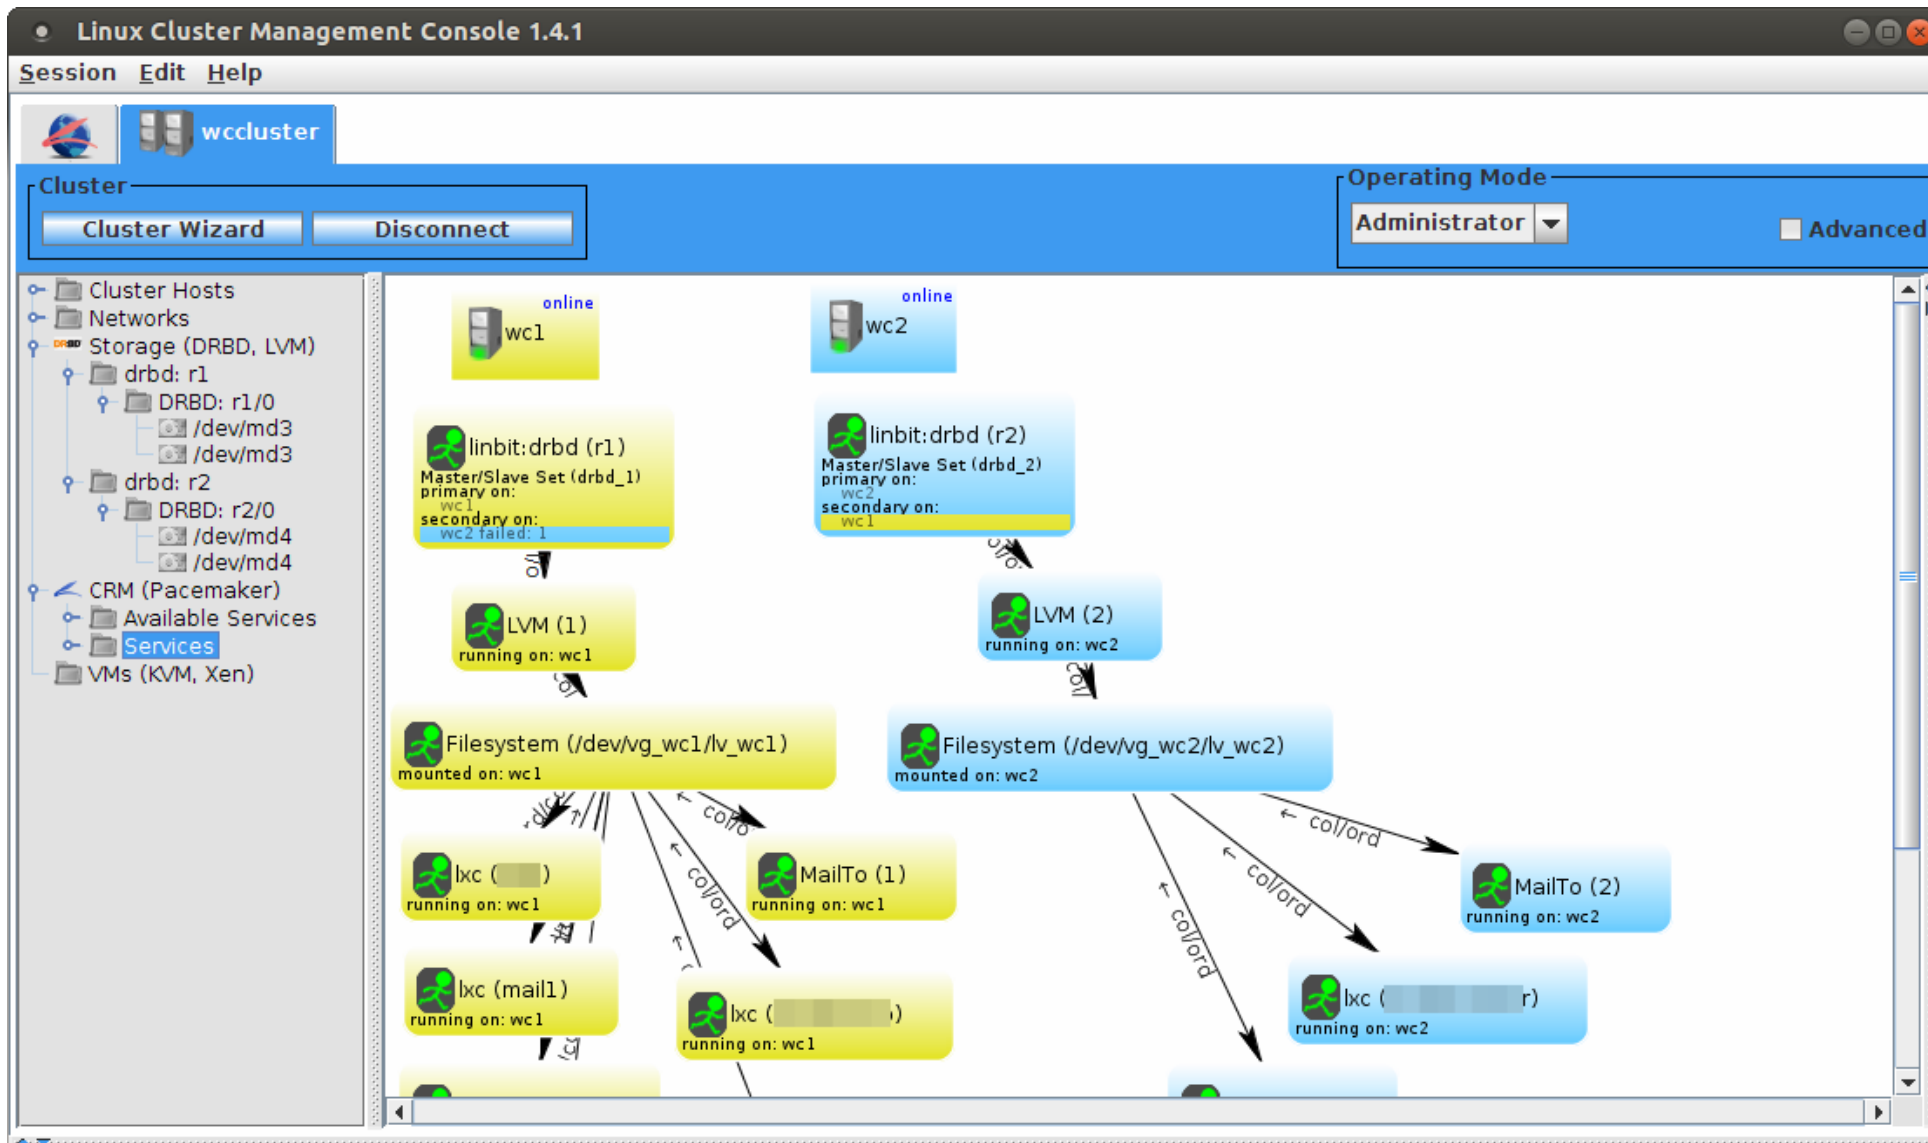 Linux Cluster Management Console 1.4.1
Session Edit Help
wccluster
Cluster
Cluster Wizard
Disconnect
Operating Mode
Administrator
Advanced
Cluster Hosts
Networks
DRBD Storage (DRBD, LVM)
drbd: r1
DRBD: r1/0
/dev/md3
/dev/md3
drbd: r2
DRBD: r2/0
/dev/md4
/dev/md4
CRM (Pacemaker)
Available Services
Services
VMs (KVM, Xen)
online
wc1
online
wc2
linbit:drbd (r1)
Master/Slave Set (drbd_1)
primary on:
wc1
secondary on:
wc2 failed: 1
linbit:drbd (r2)
Master/Slave Set (drbd_2)
primary on:
wc2
secondary on:
wc1
LVM (1)
running on: wc1
LVM (2)
running on: wc2
Filesystem (/dev/vg_wc1/lv_wc1)
mounted on: wc1
Filesystem (/dev/vg_wc2/lv_wc2)
mounted on: wc2
← col/ord
← col/ord
← col/ord
← col/ord
lxc ( )
running on: wc1
MailTo (1)
running on: wc1
MailTo (2)
running on: wc2
lxc (mail1)
running on: wc1
lxc ( )
running on: wc1
lxc ( r)
running on: wc2